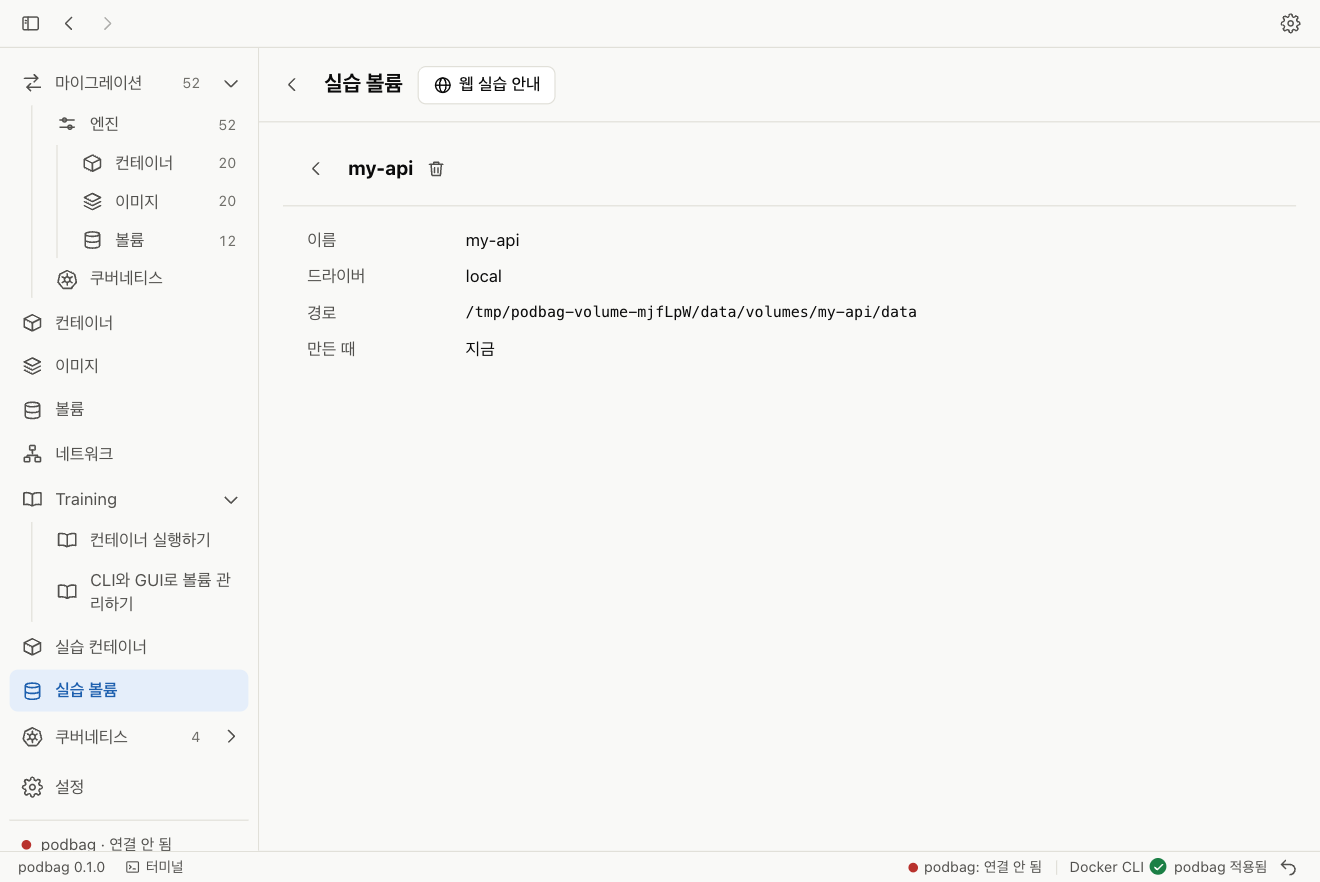 마이그레이션 52
엔진 52
컨테이너 20
이미지 20
볼륨 12
쿠버네티스
컨테이너
이미지
볼륨
네트워크
Training
컨테이너 실행하기
CLI와 GUI로 볼륨 관
리하기
실습 컨테이너
실습 볼륨
쿠버네티스 4
설정
podbag · 연결 안 됨
실습 볼륨 웹 실습 안내
my-api
이름 my-api
드라이버 local
경로 /tmp/podbag-volume-mjfLpW/data/volumes/my-api/data
만든 때 지금
podbag 0.1.0 터미널 podbag: 연결 안 됨 Docker CLI podbag 적용됨